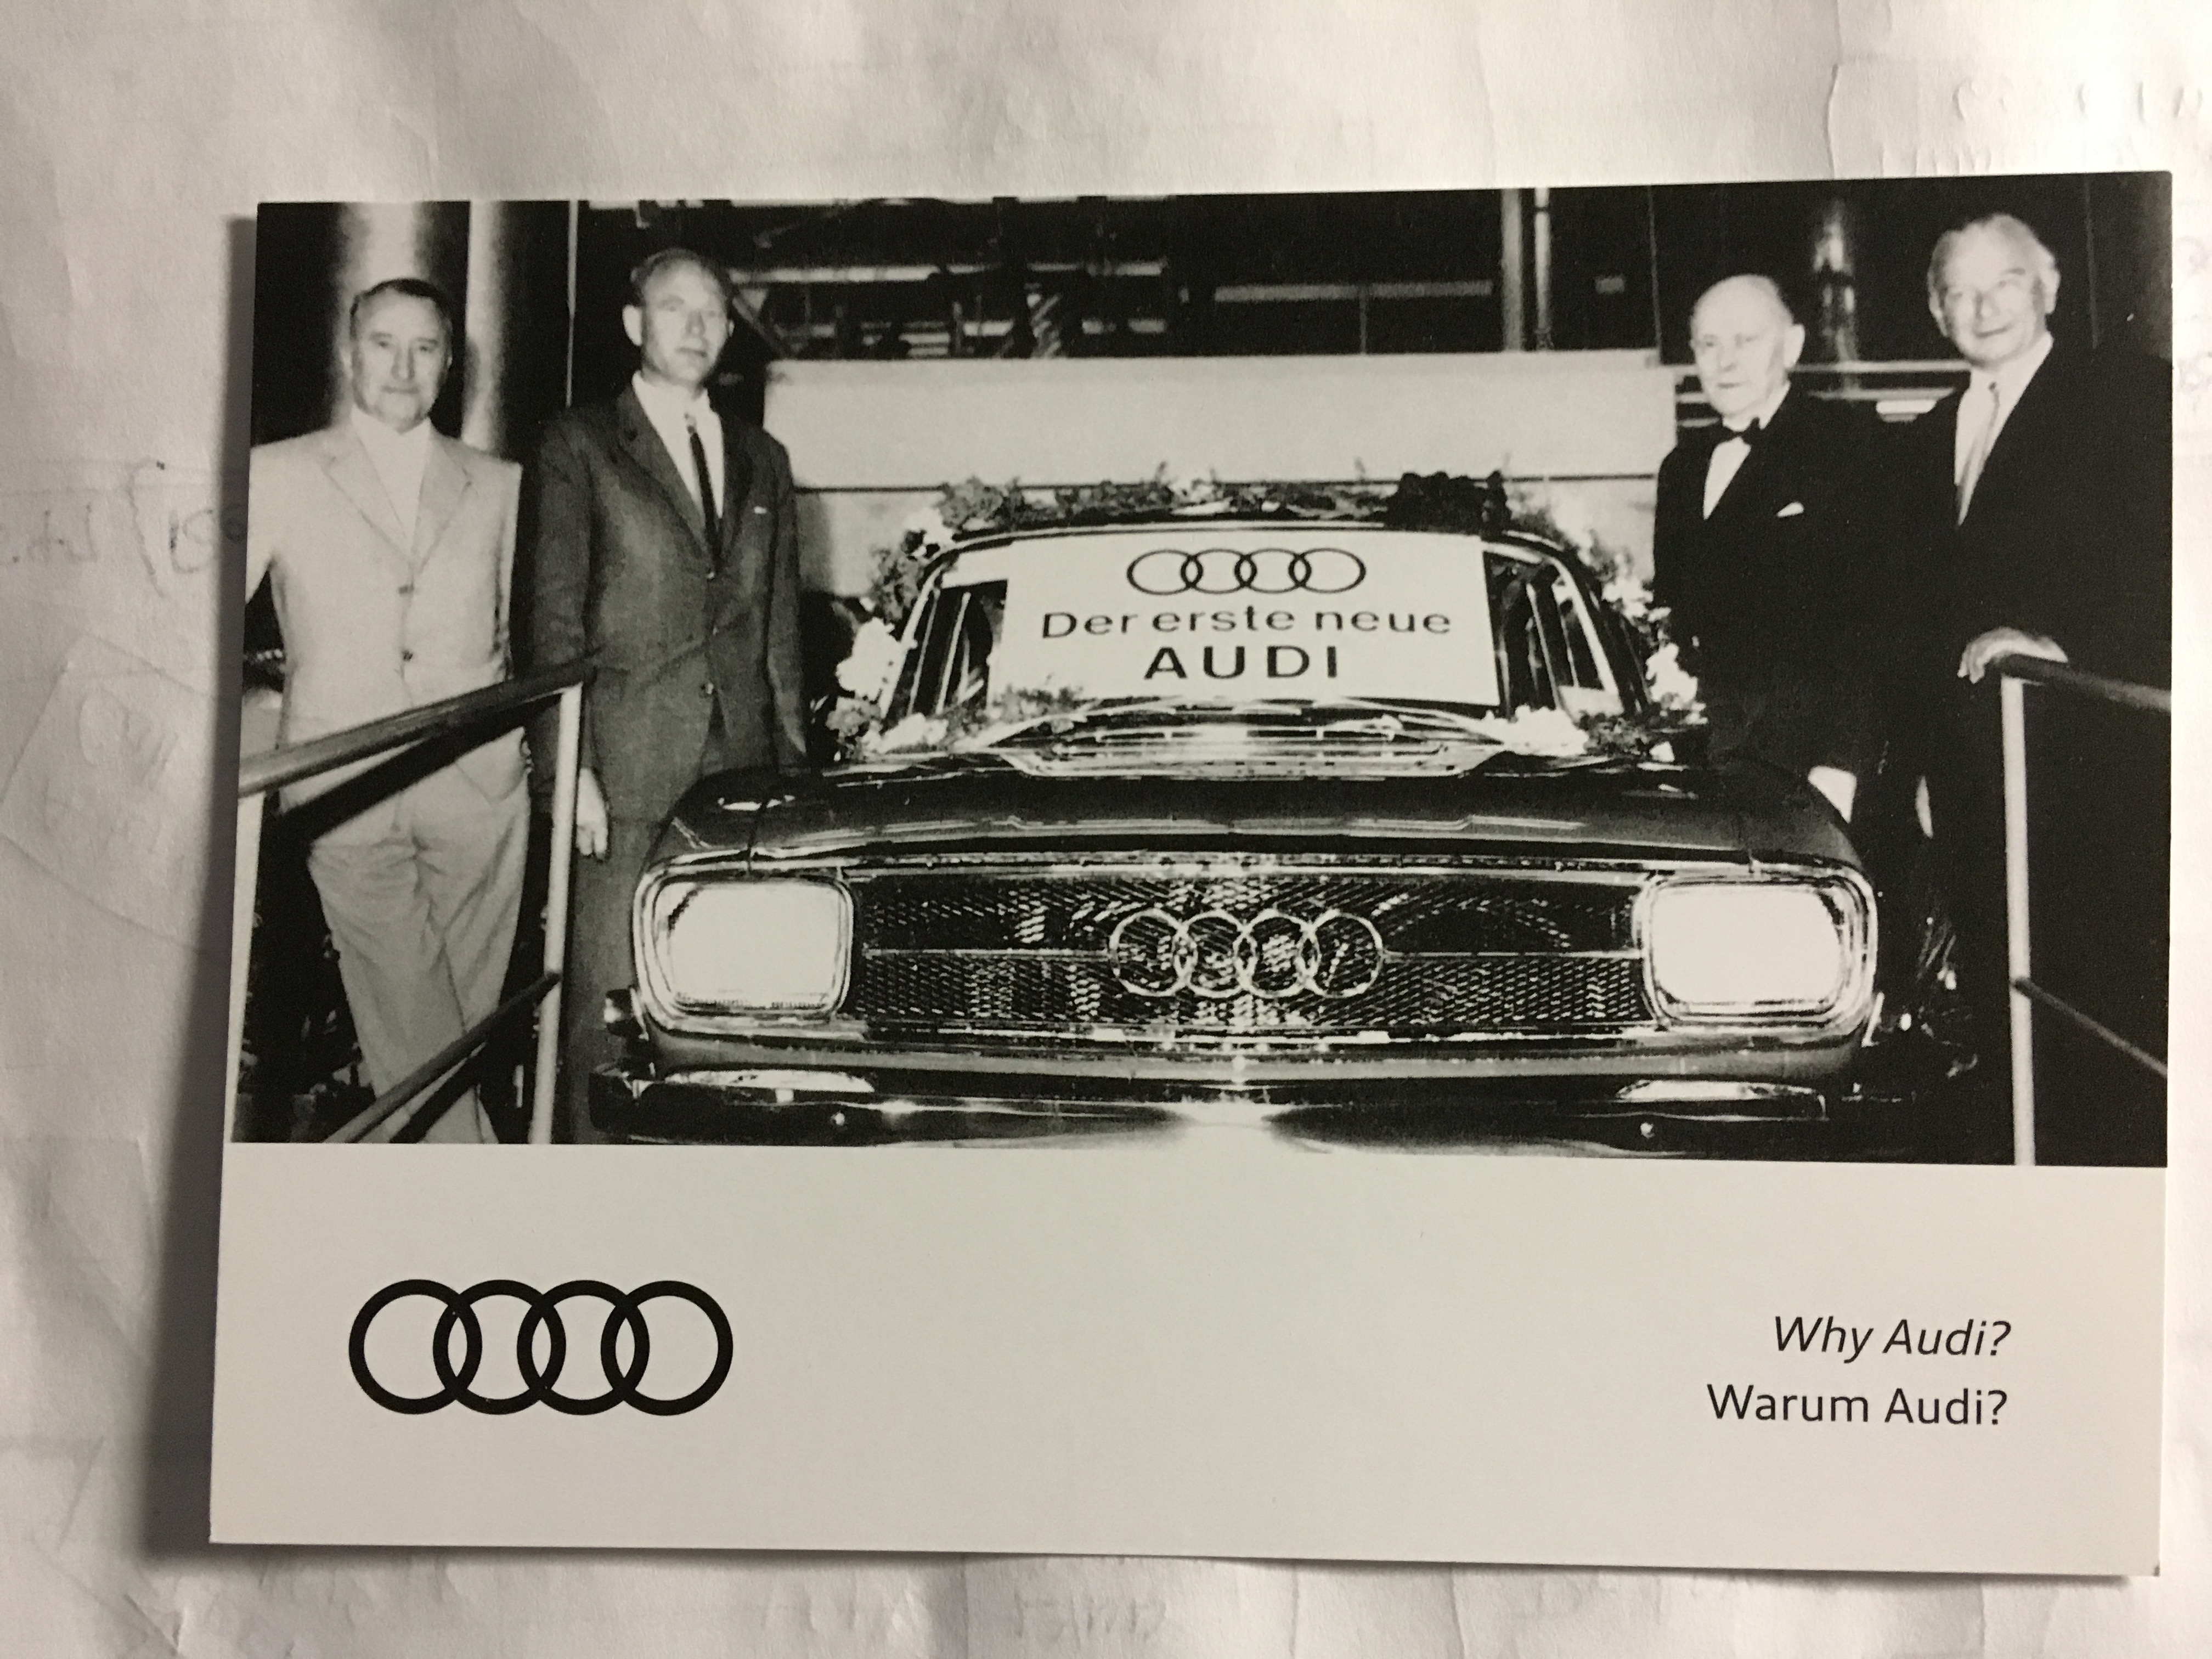 Der erste neue
AUDI
Why Audi?
Warum Audi?